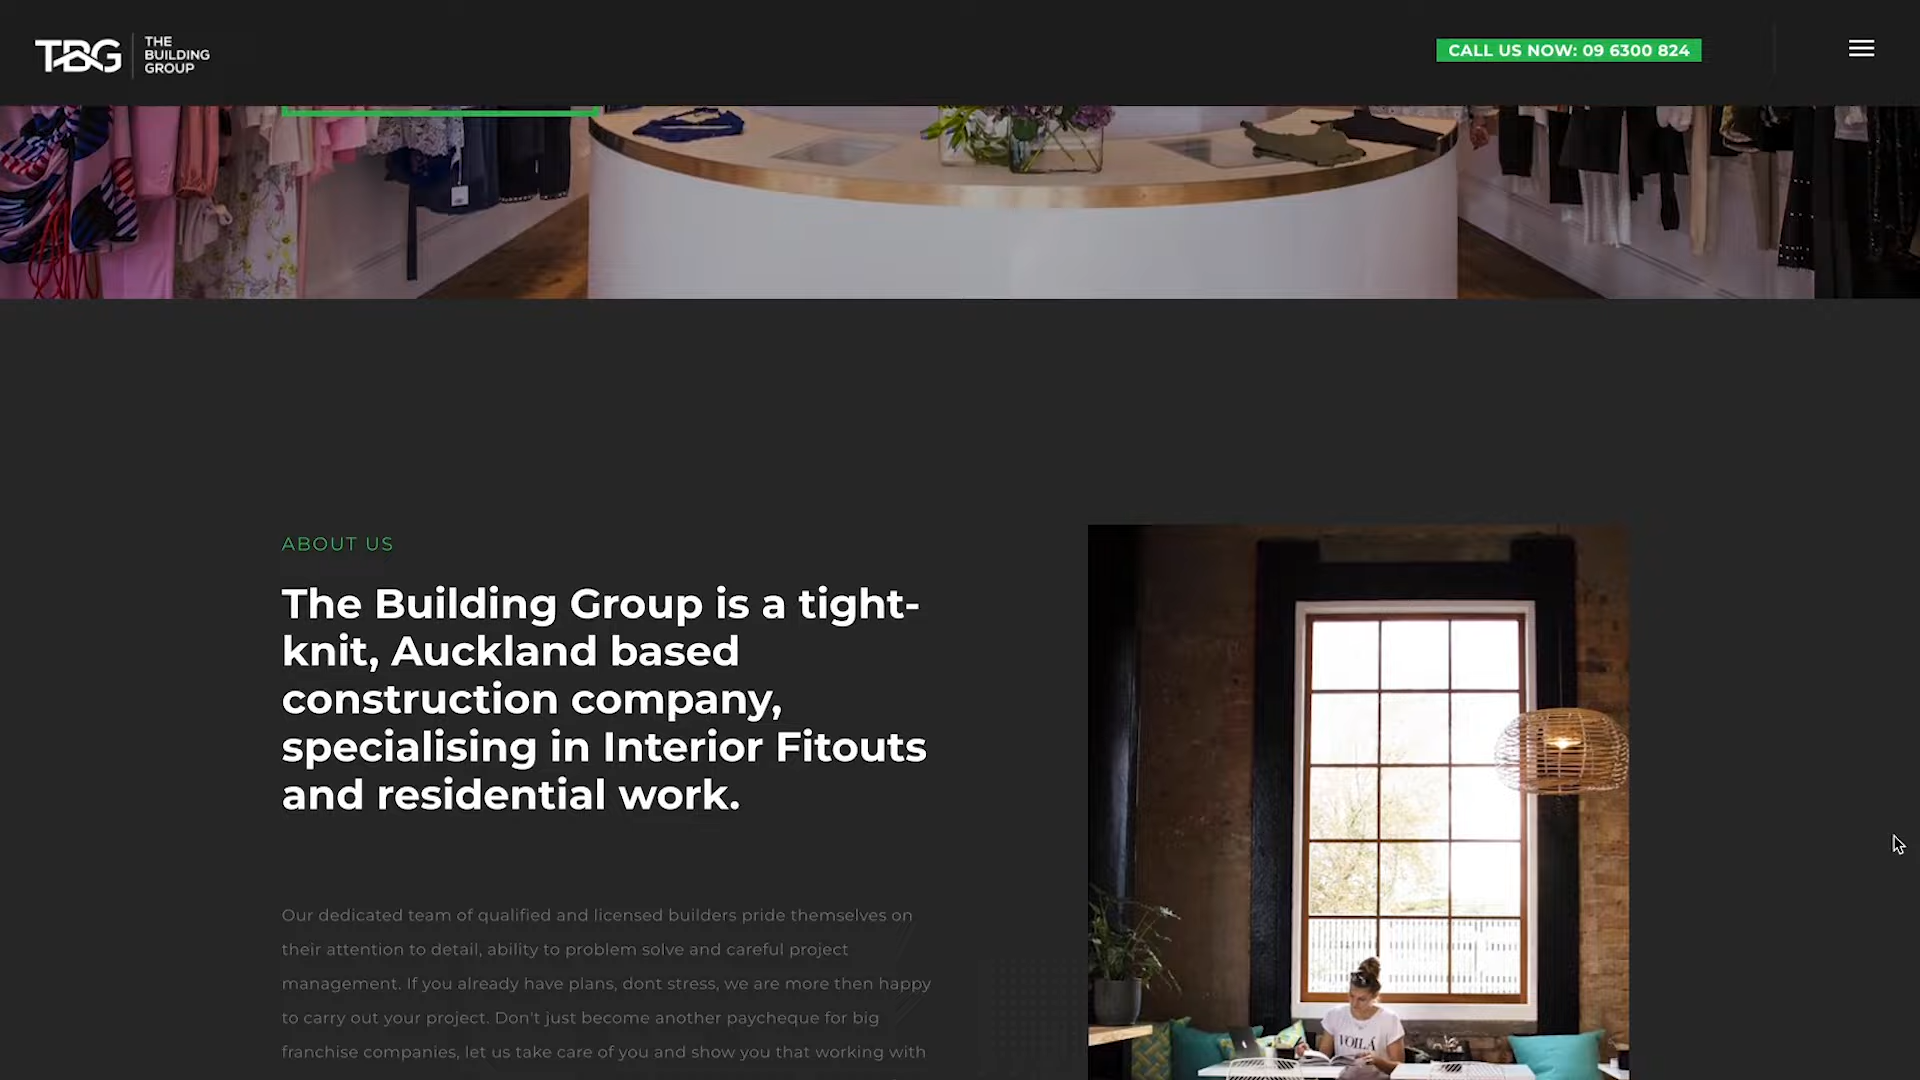 TBG
THE
BUILDING
GROUP
CALL US NOW: 09 6300 824
ABOUT US
The Building Group is a tight-
knit, Auckland based
construction company,
specialising in Interior Fitouts
and residential work.
Our dedicated team of qualified and licensed builders pride themselves on
their attention to detail, ability to problem solve and careful project
management. If you already have plans, dont stress, we are more then happy
to carry out your project. Don't just become another paycheque for big
franchise companies, let us take care of you and show you that working with
VOILÁ